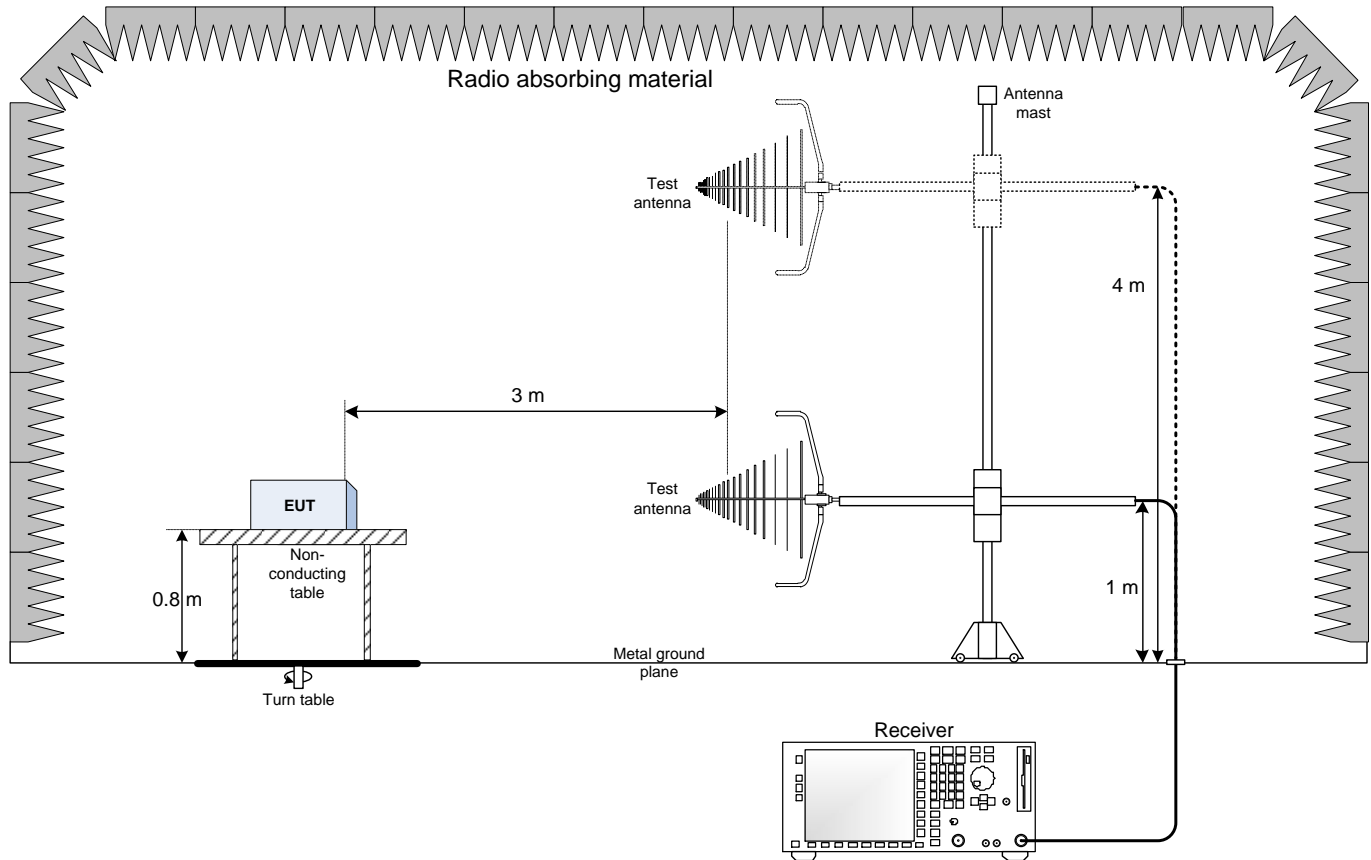 Radio absorbing material
Antenna
mast
Test
antenna
4 m
3 m
Test
antenna
EUT
Non-
conducting
table
0.8 m
1 m
Metal ground
plane
Turn table
Receiver